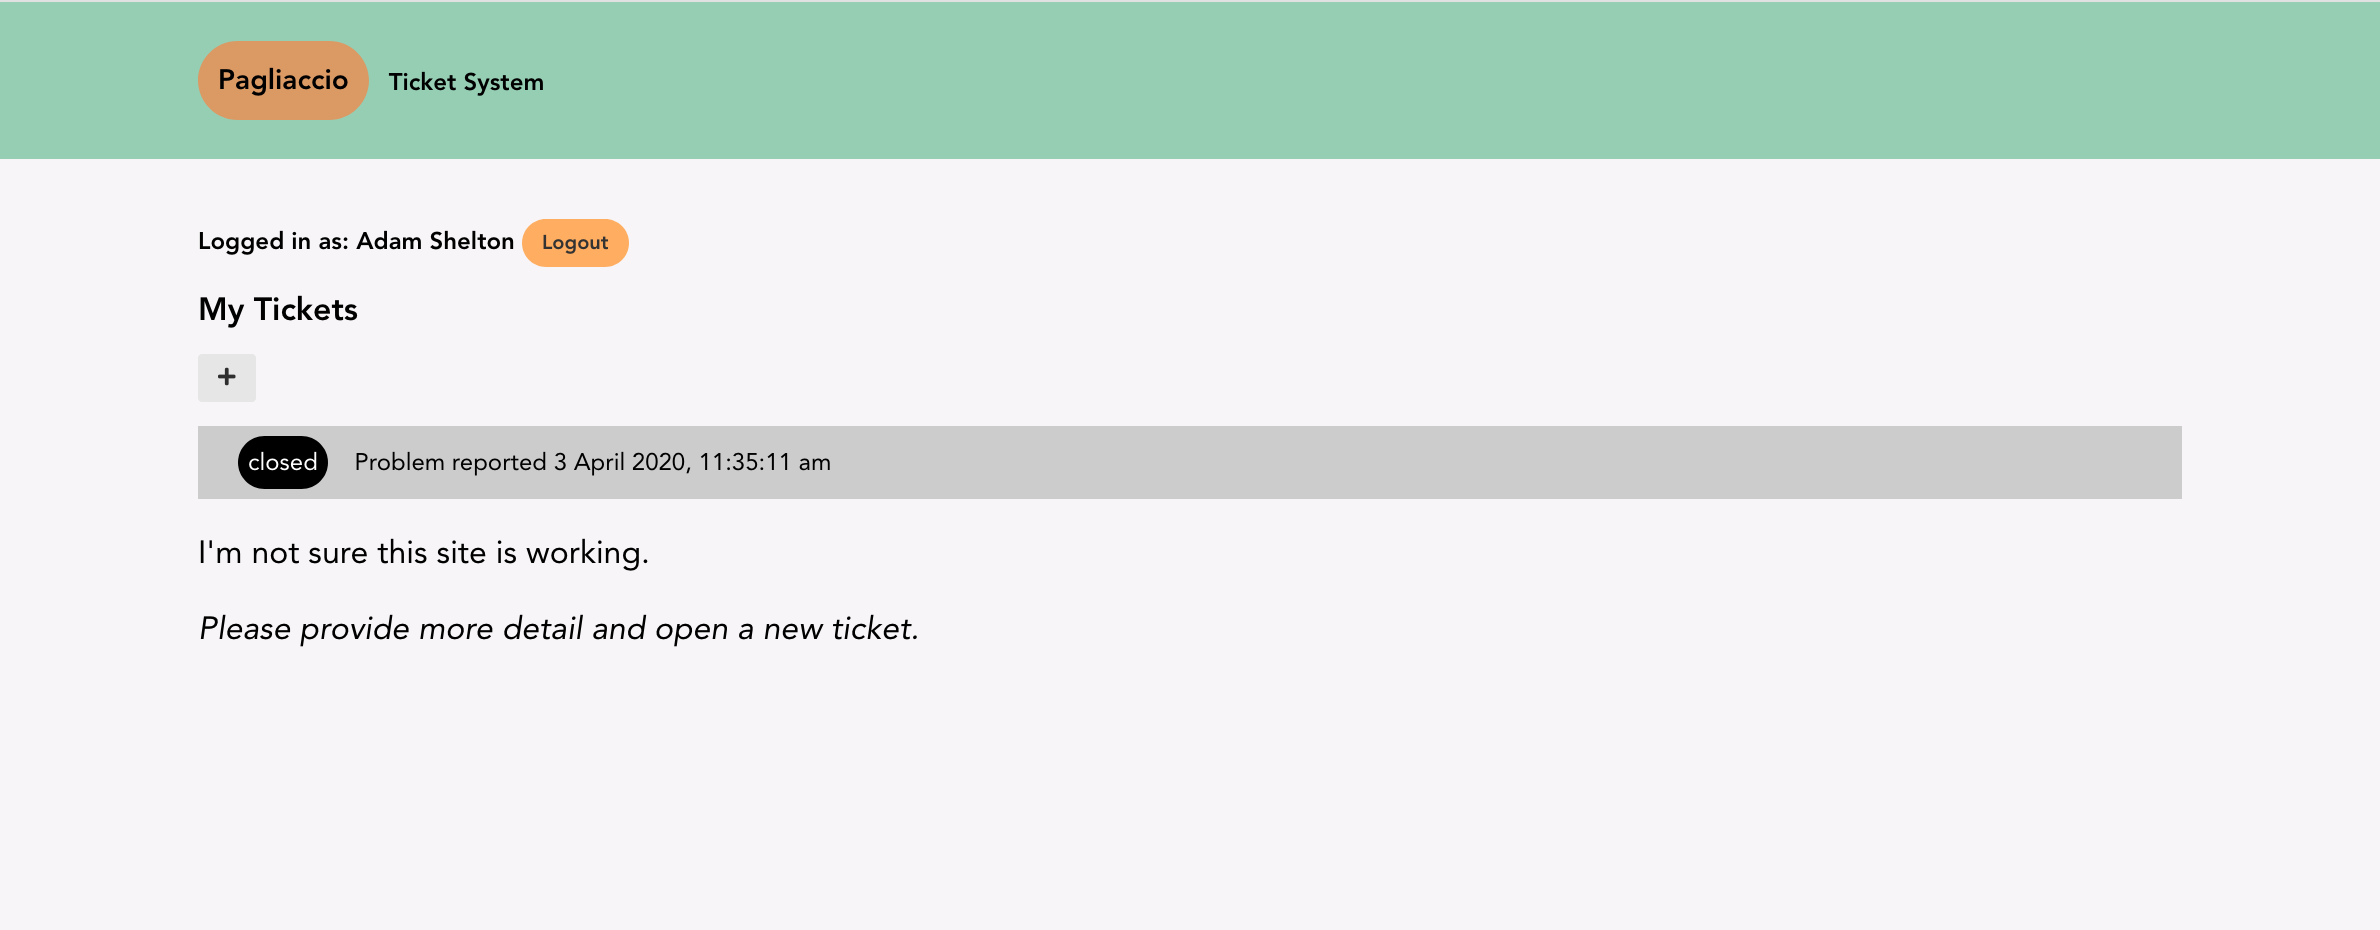 Pagliaccio Ticket System
Logged in as: Adam Shelton Logout
My Tickets
+
closed Problem reported 3 April 2020, 11:35:11 am
I'm not sure this site is working.
Please provide more detail and open a new ticket.